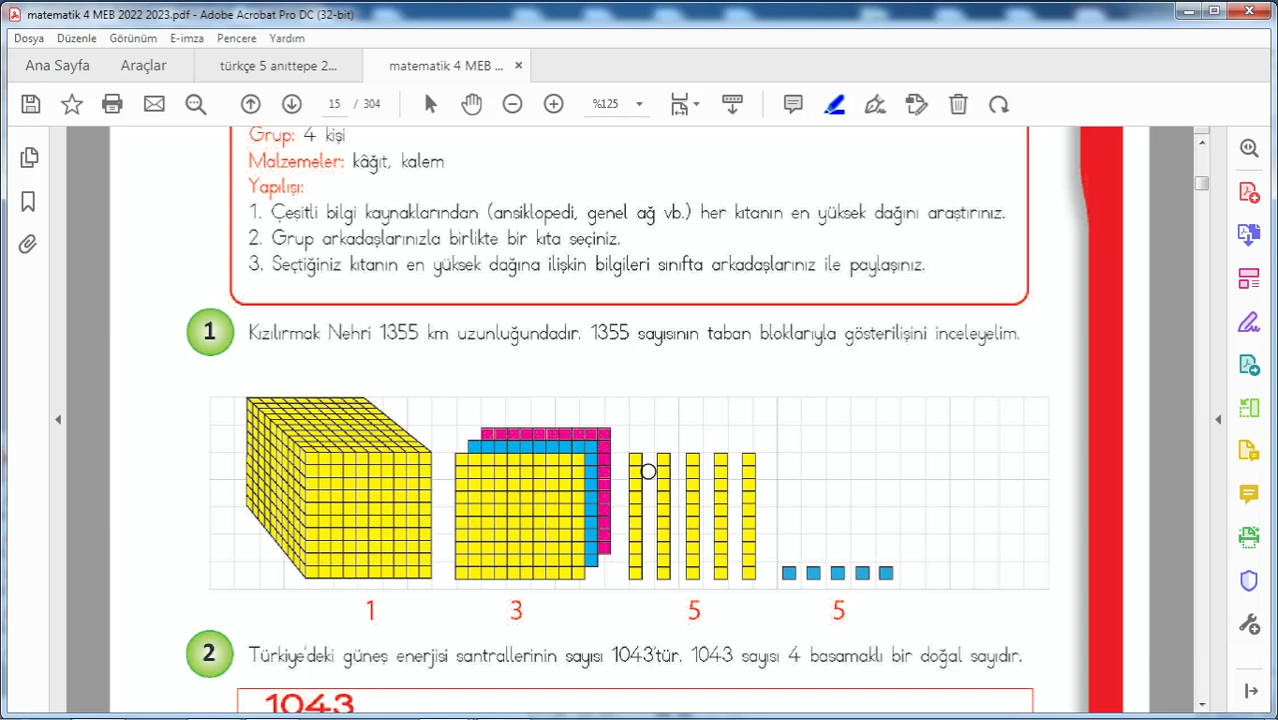 matematik 4 MEB 2022 2023.pdf - Adobe Acrobat Pro DC (32-bit)
Dosya Düzenle Görünüm E-imza Pencere Yardım
Ana Sayfa Araçlar türkçe 5 anıttepe 2... matematik 4 MEB ... ×
15 / 304 %125
Grup: 4 kişi
Malzemeler: kâğıt, kalem
Yapılışı:
1. Çeşitli bilgi kaynaklarından (ansiklopedi, genel ağ vb.) her kıtanın en yüksek dağını araştırınız.
2. Grup arkadaşlarınızla birlikte bir kıta seçiniz.
3. Seçtiğiniz kıtanın en yüksek dağına ilişkin bilgileri sınıfta arkadaşlarınız ile paylaşınız.
1 Kızılırmak Nehri 1355 km uzunluğundadır. 1355 sayısının taban bloklarıyla gösterilişini inceleyelim.
1 3 5 5
2 Türkiye'deki güneş enerjisi santrallerinin sayısı 1043'tür. 1043 sayısı 4 basamaklı bir doğal sayıdır.
1043